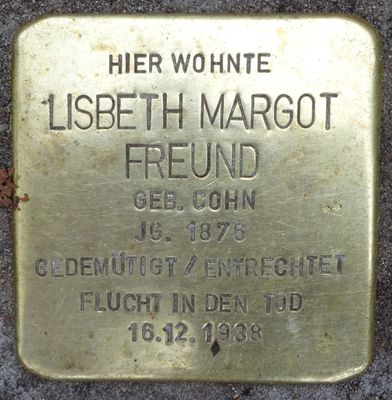 HIER WOHNTE
LISBETH MARGOT
FREUND
GEB. COHN
JG. 1876
GEDEMÜTIGT / ENTRECHTET
FLUCHT IN DEN TOD
16.12.1938